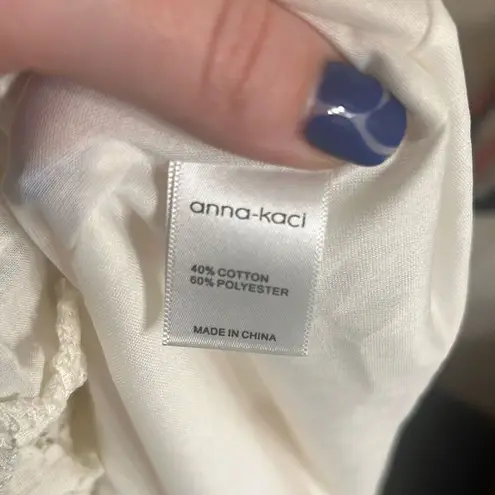 anna-kaci
40% COTTON
60% POLYESTER
MADE IN CHINA